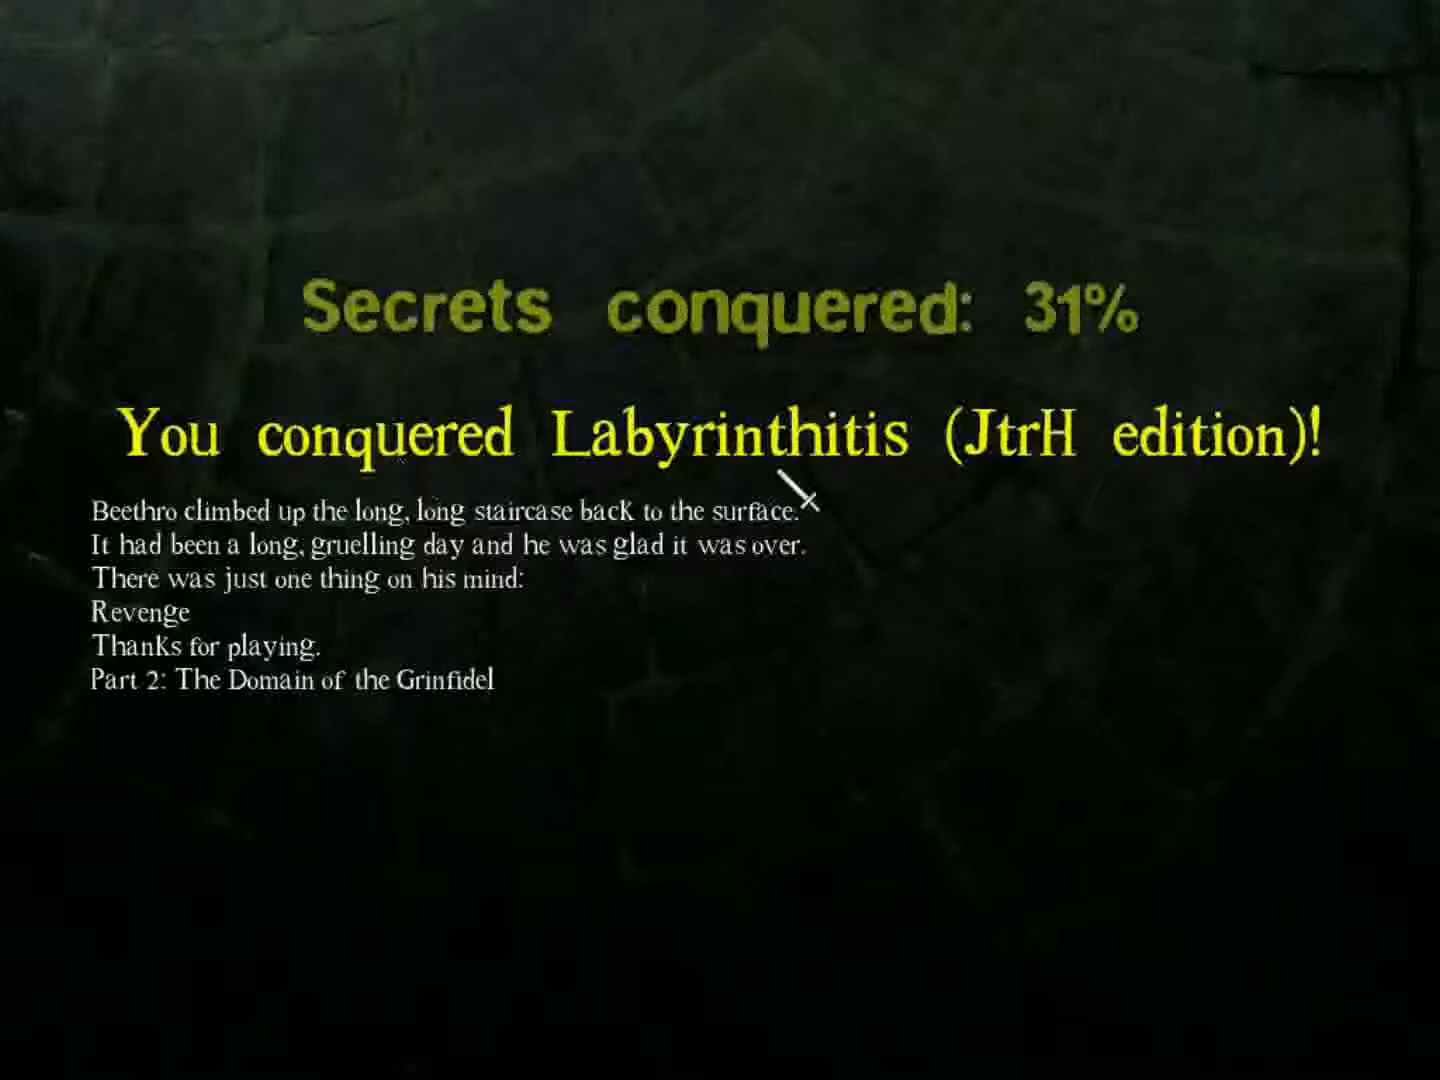 Secrets conquered: 31%
You conquered Labyrinthitis (JtrH edition)!
Beethro climbed up the long, long staircase back to the surface.
It had been a long, gruelling day and he was glad it was over.
There was just one thing on his mind:
Revenge
Thanks for playing.
Part 2: The Domain of the Grinfidel